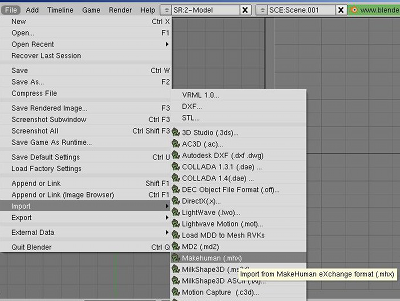 File Add Timeline Game Render Help SR:2-Model SCE:Scene.001 www.blende
New Ctrl X
Open... F1
Open Recent
Recover Last Session
Save Ctrl W
Save As... F2
Compress File
Save Rendered Image... F3
Screenshot Subwindow Ctrl F3
Screenshot All Ctrl Shift F3
Save Game As Runtime...
Save Default Settings Ctrl U
Load Factory Settings
Append or Link Shift F1
Append or Link (Image Browser) Ctrl F1
Import
Export
External Data
Quit Blender Ctrl Q
VRML 1.0...
DXF...
STL...
3D Studio (.3ds)...
AC3D (.ac)...
Autodesk DXF (.dxf .dwg)
COLLADA 1.3.1 (.dae) ...
COLLADA 1.4(.dae) ...
DEC Object File Format (.off)...
DirectX(.x)...
LightWave (.lwo)...
Lightwave Motion (.mot)...
Load MDD to Mesh RVKs
MD2 (.md2)
Makehuman (.mhx)
Import from MakeHuman eXchange format (.mhx)
MilkShape3D (.ms3
MilkShape3D ASCII (.txt)...
Motion Capture (.c3d)...